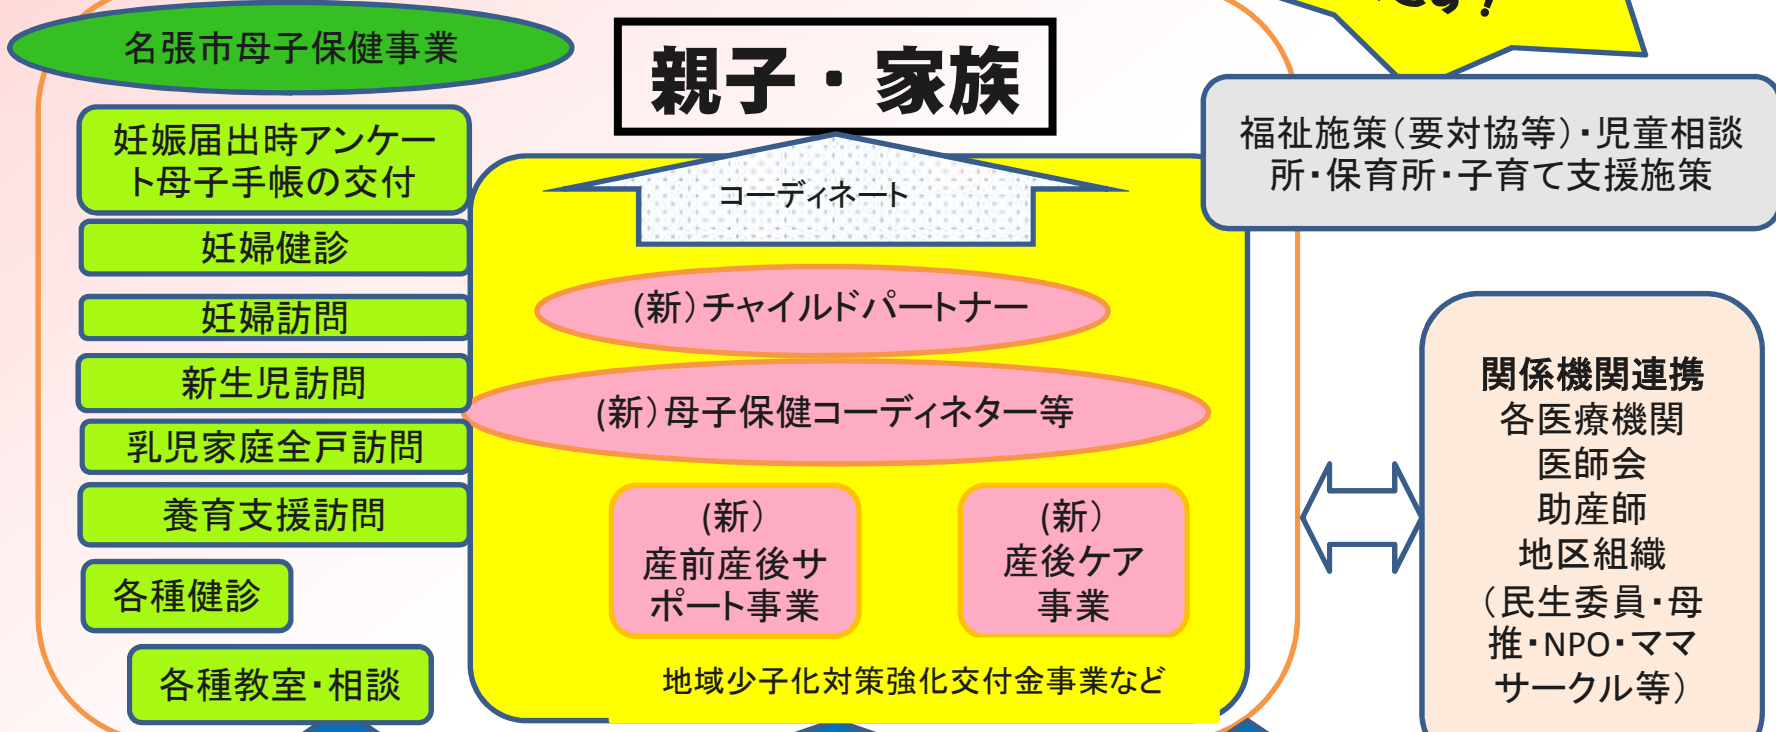 です!
名張市母子保健事業
親子・家族
妊娠届出時アンケー
ト母子手帳の交付
妊婦健診
妊婦訪問
新生児訪問
乳児家庭全戸訪問
養育支援訪問
各種健診
各種教室・相談
コーディネート
(新)チャイルドパートナー
(新)母子保健コーディネター等
(新)
産前産後サ
ポート事業
(新)
産後ケア
事業
地域少子化対策強化交付金事業など
福祉施策(要対協等)・児童相談
所・保育所・子育て支援施策
関係機関連携
各医療機関
医師会
助産師
地区組織
(民生委員・母
推・NPO・ママ
サークル等)